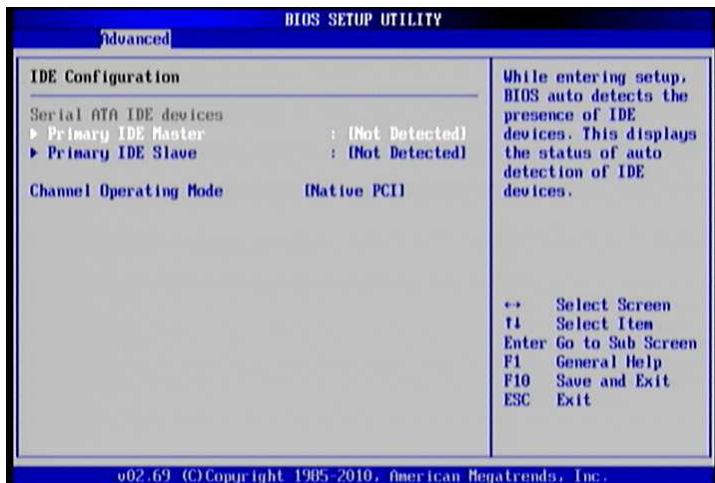 BIOS SETUP UTILITY
Advanced
IDE Configuration
Serial ATA IDE devices
▶ Primary IDE Master : [Not Detected]
▶ Primary IDE Slave : [Not Detected]
Channel Operating Mode [Native PCI]
While entering setup,
BIOS auto detects the
presence of IDE
devices. This displays
the status of auto
detection of IDE
devices.
↔ Select Screen
↑↓ Select Item
Enter Go to Sub Screen
F1 General Help
F10 Save and Exit
ESC Exit
v02.69 (C)Copyright 1985-2010, American Megatrends, Inc.